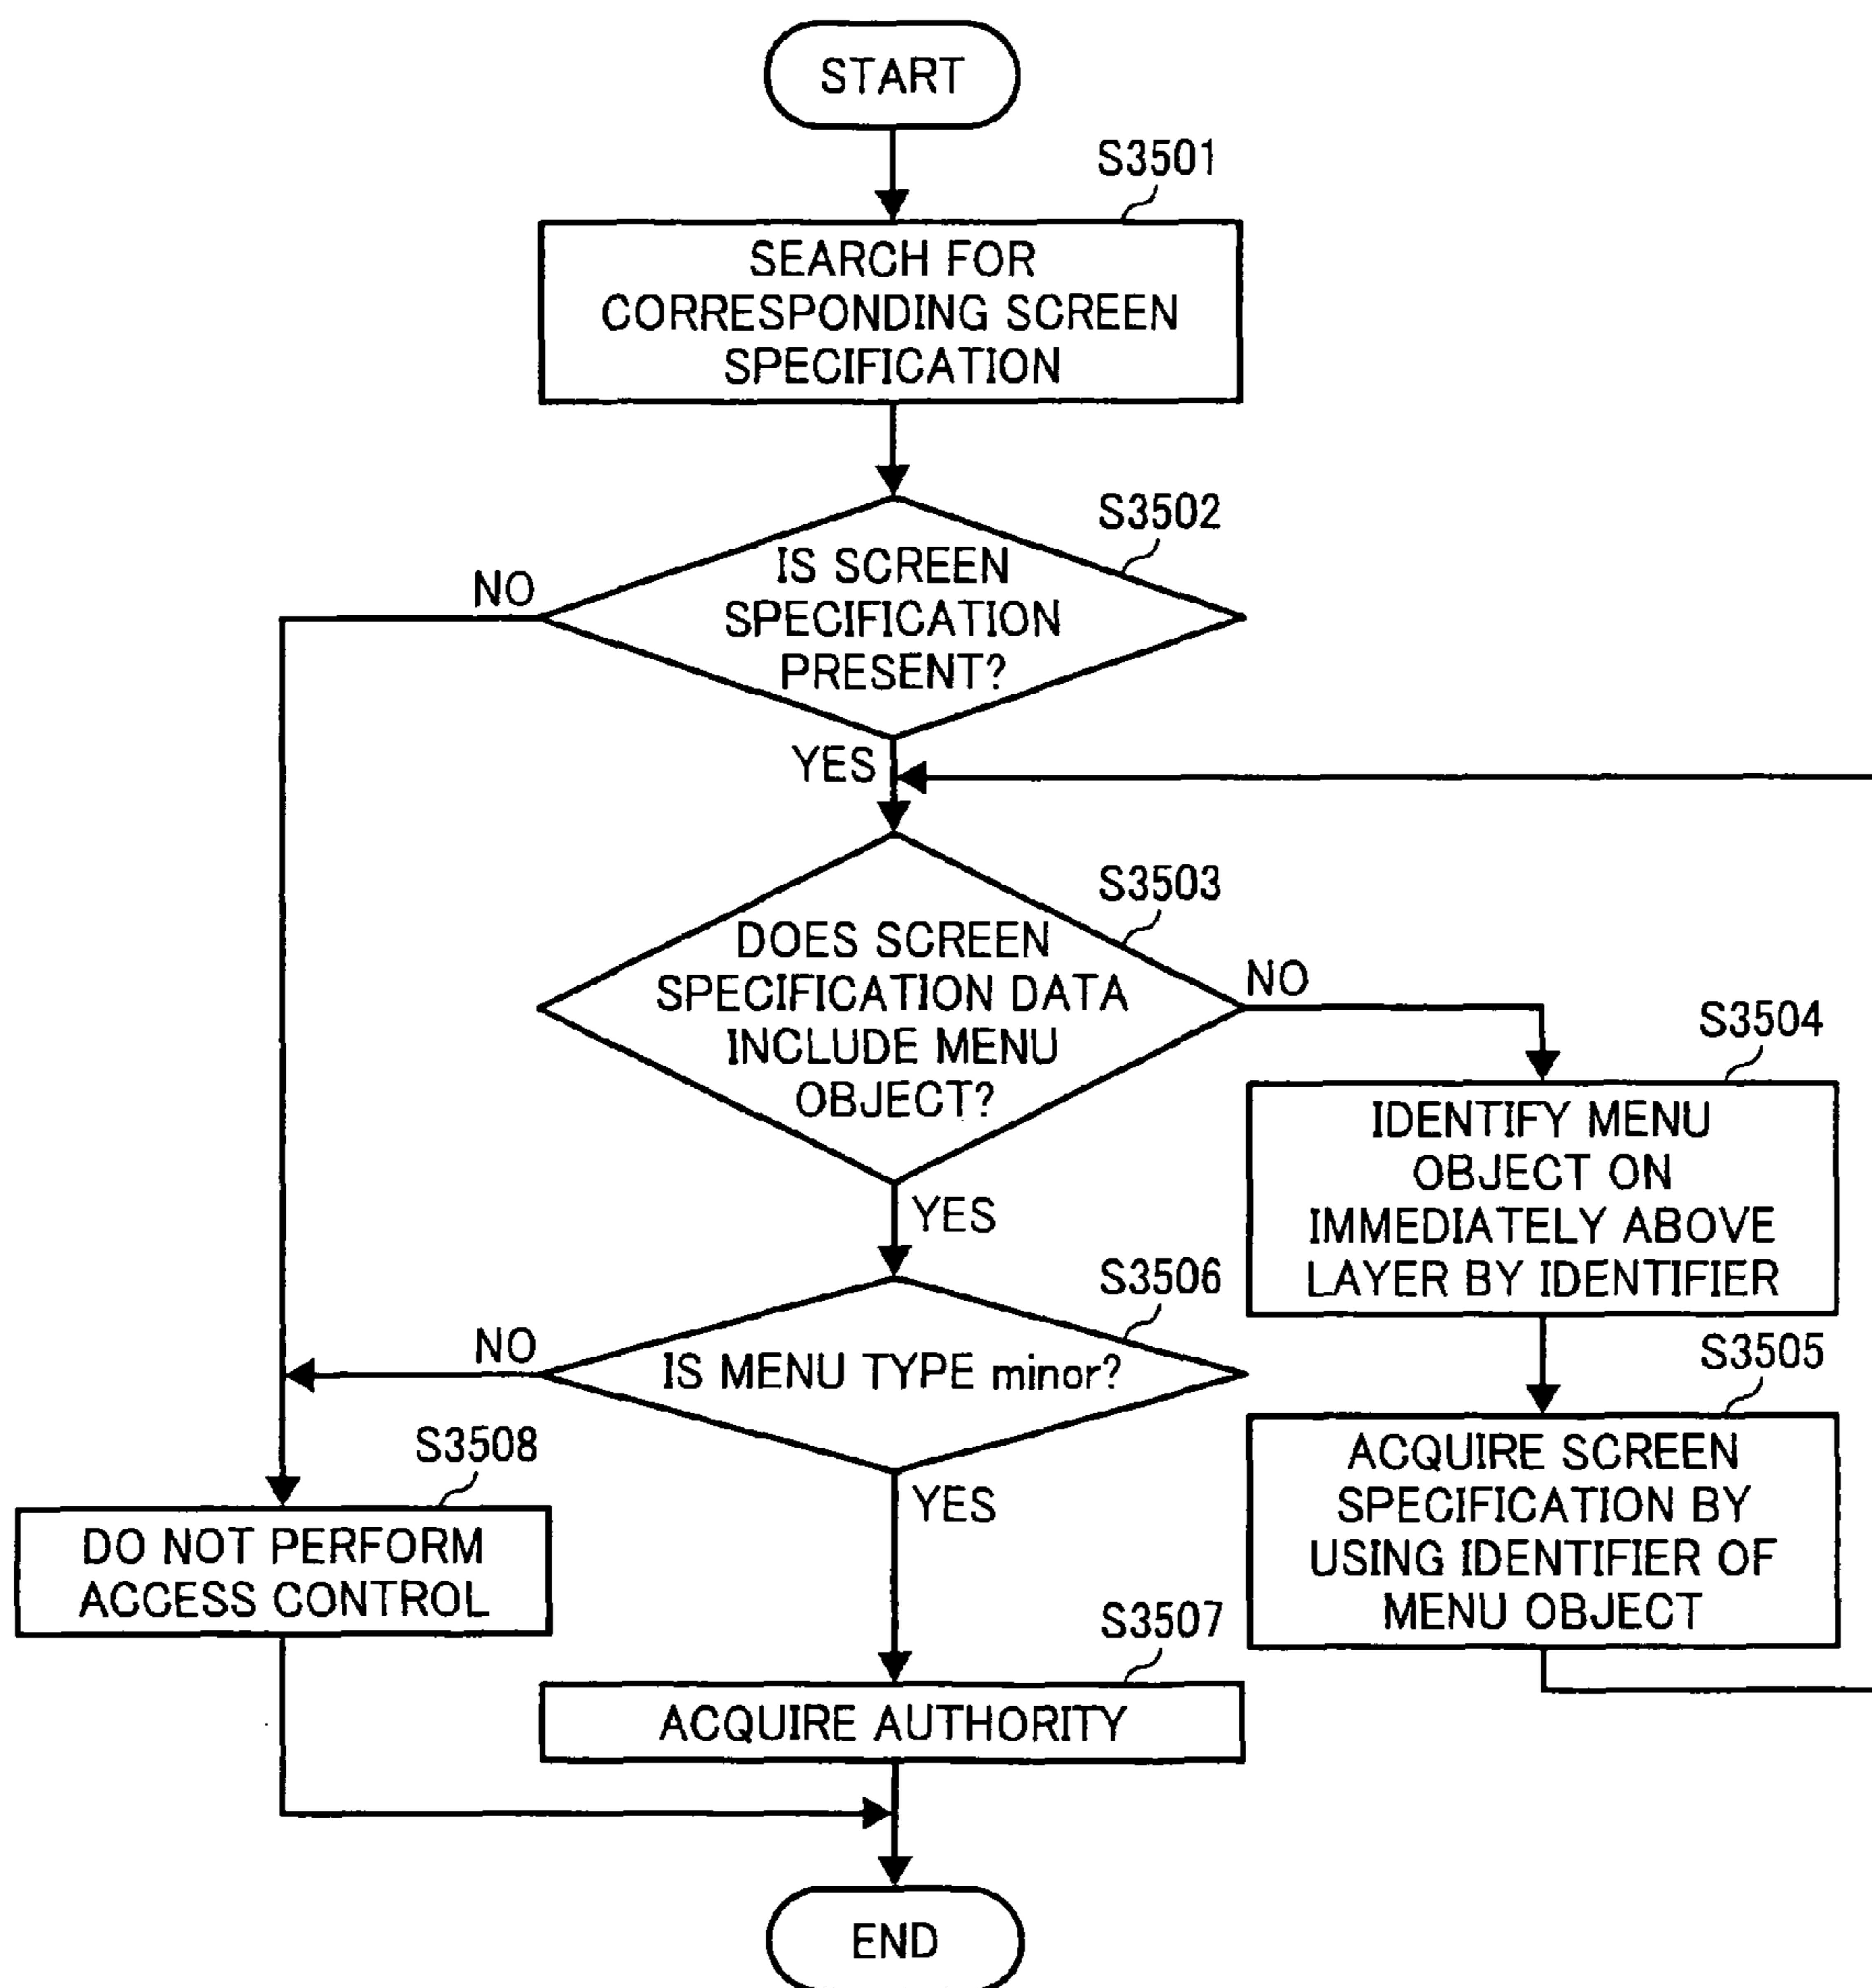 START
S3501
SEARCH FOR
CORRESPONDING SCREEN
SPECIFICATION
S3502
IS SCREEN
SPECIFICATION
PRESENT?
NO
YES
S3503
DOES SCREEN
SPECIFICATION DATA
INCLUDE MENU
OBJECT?
NO
YES
S3504
IDENTIFY MENU
OBJECT ON
IMMEDIATELY ABOVE
LAYER BY IDENTIFIER
S3505
ACQUIRE SCREEN
SPECIFICATION BY
USING IDENTIFIER OF
MENU OBJECT
S3506
IS MENU TYPE minor?
NO
YES
S3508
DO NOT PERFORM
ACCESS CONTROL
S3507
ACQUIRE AUTHORITY
END